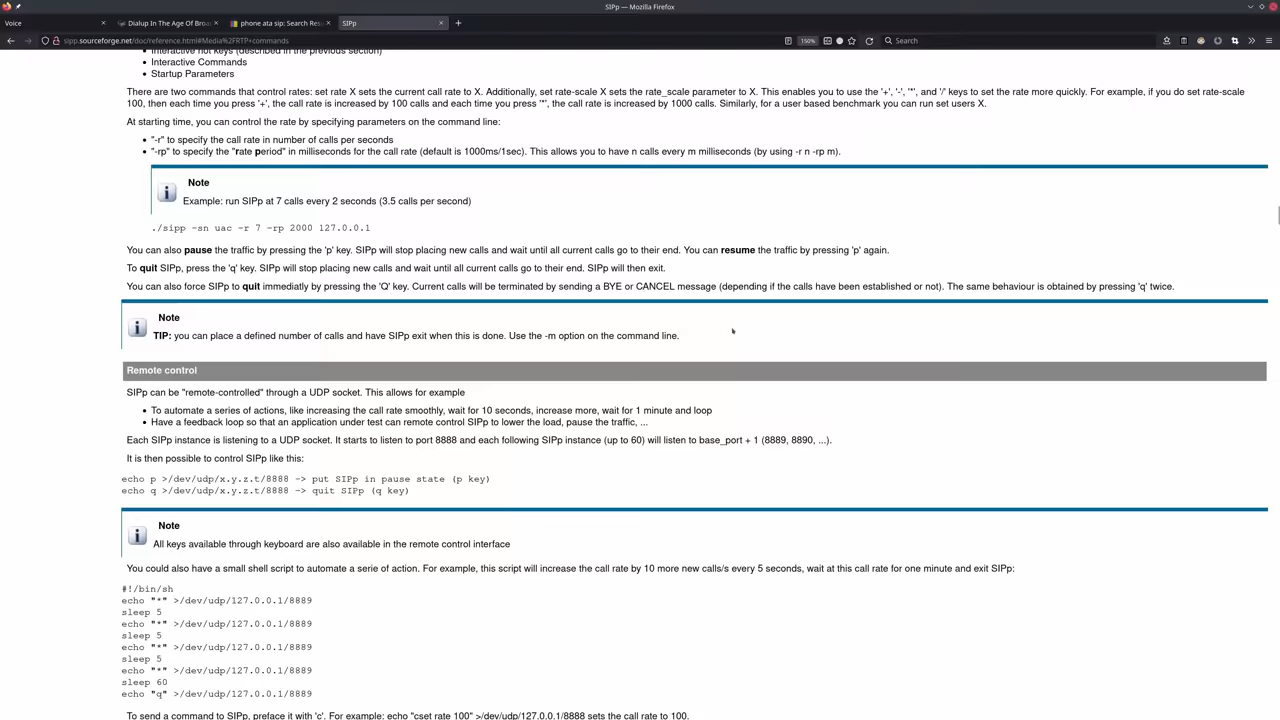 SIPp — Mozilla Firefox
Voice
Dialup In The Age Of Broa
phone ata sip: Search Res
SIPp
sipp.sourceforge.net/doc/reference.html#Media%2FRTP+commands
150%
Search
Interactive hot keys (described in the previous section)
Interactive Commands
Startup Parameters
There are two commands that control rates: set rate X sets the current call rate to X. Additionally, set rate-scale X sets the rate_scale parameter to X. This enables you to use the '+', '-', '*', and '/' keys to set the rate more quickly. For example, if you do set rate-scale
100, then each time you press '+', the call rate is increased by 100 calls and each time you press '*', the call rate is increased by 1000 calls. Similarly, for a user based benchmark you can run set users X.
At starting time, you can control the rate by specifying parameters on the command line:
"-r" to specify the call rate in number of calls per seconds
"-rp" to specify the "rate period" in milliseconds for the call rate (default is 1000ms/1sec). This allows you to have n calls every m milliseconds (by using -r n -rp m).
Note
Example: run SIPp at 7 calls every 2 seconds (3.5 calls per second)
./sipp -sn uac -r 7 -rp 2000 127.0.0.1
You can also pause the traffic by pressing the 'p' key. SIPp will stop placing new calls and wait until all current calls go to their end. You can resume the traffic by pressing 'p' again.
To quit SIPp, press the 'q' key. SIPp will stop placing new calls and wait until all current calls go to their end. SIPp will then exit.
You can also force SIPp to quit immediatly by pressing the 'Q' key. Current calls will be terminated by sending a BYE or CANCEL message (depending if the calls have been established or not). The same behaviour is obtained by pressing 'q' twice.
Note
TIP: you can place a defined number of calls and have SIPp exit when this is done. Use the -m option on the command line.
Remote control
SIPp can be "remote-controlled" through a UDP socket. This allows for example
To automate a series of actions, like increasing the call rate smoothly, wait for 10 seconds, increase more, wait for 1 minute and loop
Have a feedback loop so that an application under test can remote control SIPp to lower the load, pause the traffic, ...
Each SIPp instance is listening to a UDP socket. It starts to listen to port 8888 and each following SIPp instance (up to 60) will listen to base_port + 1 (8889, 8890, ...).
It is then possible to control SIPp like this:
echo p >/dev/udp/x.y.z.t/8888 -> put SIPp in pause state (p key)
echo q >/dev/udp/x.y.z.t/8888 -> quit SIPp (q key)
Note
All keys available through keyboard are also available in the remote control interface
You could also have a small shell script to automate a serie of action. For example, this script will increase the call rate by 10 more new calls/s every 5 seconds, wait at this call rate for one minute and exit SIPp:
#!/bin/sh
echo "*" >/dev/udp/127.0.0.1/8889
sleep 5
echo "*" >/dev/udp/127.0.0.1/8889
sleep 5
echo "*" >/dev/udp/127.0.0.1/8889
sleep 5
echo "*" >/dev/udp/127.0.0.1/8889
sleep 60
echo "q" >/dev/udp/127.0.0.1/8889
To send a command to SIPp, preface it with 'c'. For example: echo "cset rate 100" >/dev/udp/127.0.0.1/8888 sets the call rate to 100.